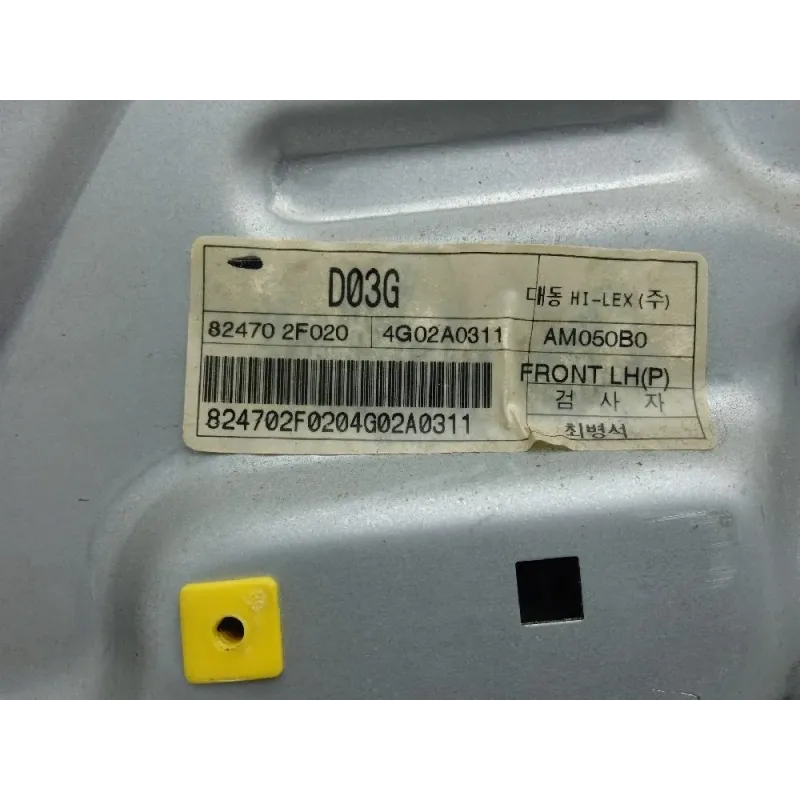 D03G 대동 HI-LEX (주)
82470 2F020 4G02A0311 AM050B0
FRONT LH(P)
검 사 자
824702F0204G02A0311 최병석